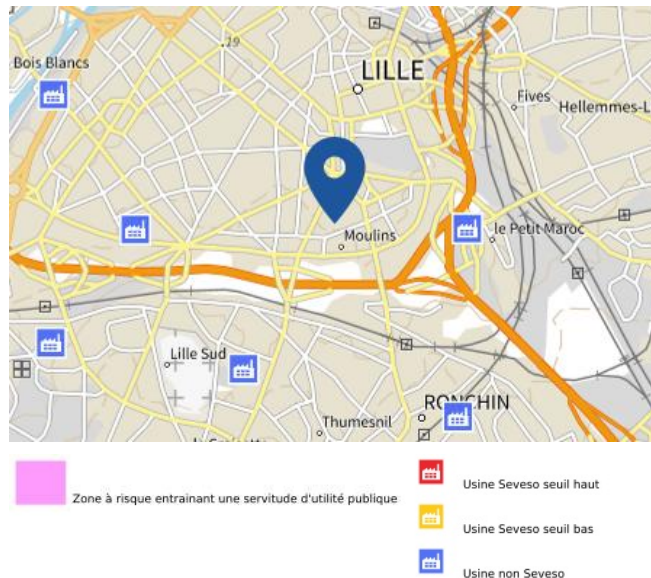 Bois Blancs
19
LILLE
Fives
Hellemmes-L
Moulins
le Petit Maroc
Lille Sud
RONCHIN
Thumesnil
Zone à risque entrainant une servitude d'utilité publique
Usine Seveso seuil haut
Usine Seveso seuil bas
Usine non Seveso